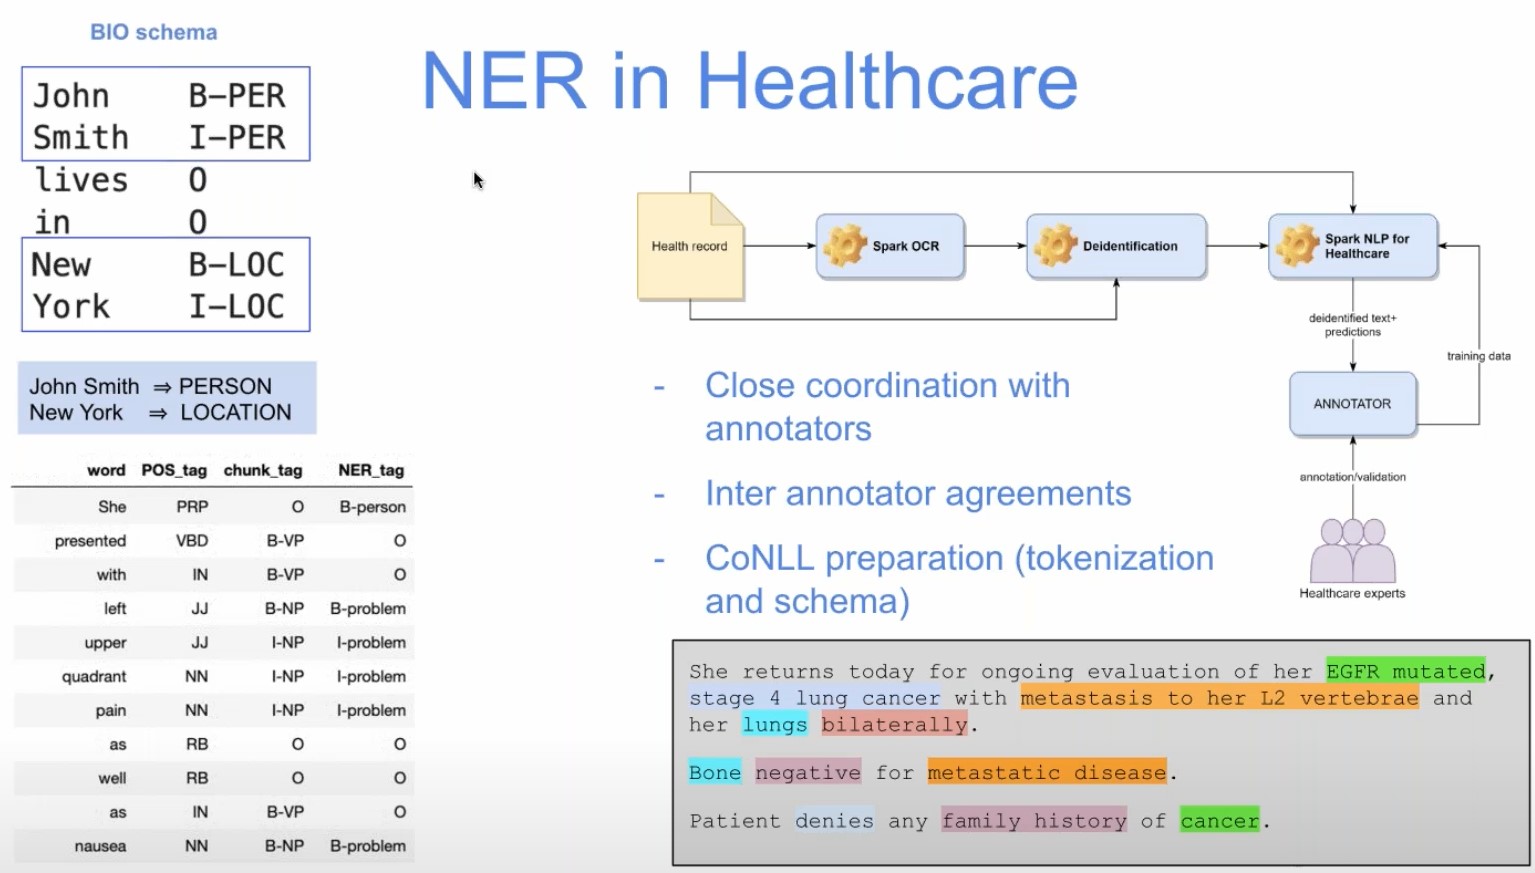 BIO schema
John B-PER
Smith I-PER
lives O
in O
New B-LOC
York I-LOC
John Smith ⇒ PERSON
New York ⇒ LOCATION
word POS_tag chunk_tag NER_tag
She PRP O B-person
presented VBD B-VP O
with IN B-VP O
left JJ B-NP B-problem
upper JJ I-NP I-problem
quadrant NN I-NP I-problem
pain NN I-NP I-problem
as RB O O
well RB O O
as IN B-VP O
nausea NN B-NP B-problem
NER in Healthcare
Health record
Spark OCR
Deidentification
Spark NLP for
Healthcare
deidentified text+
predictions
training data
ANNOTATOR
annotation/validation
Healthcare experts
- Close coordination with
annotators
- Inter annotator agreements
- CoNLL preparation (tokenization
and schema)
She returns today for ongoing evaluation of her EGFR mutated,
stage 4 lung cancer with metastasis to her L2 vertebrae and
her lungs bilaterally.
Bone negative for metastatic disease.
Patient denies any family history of cancer.